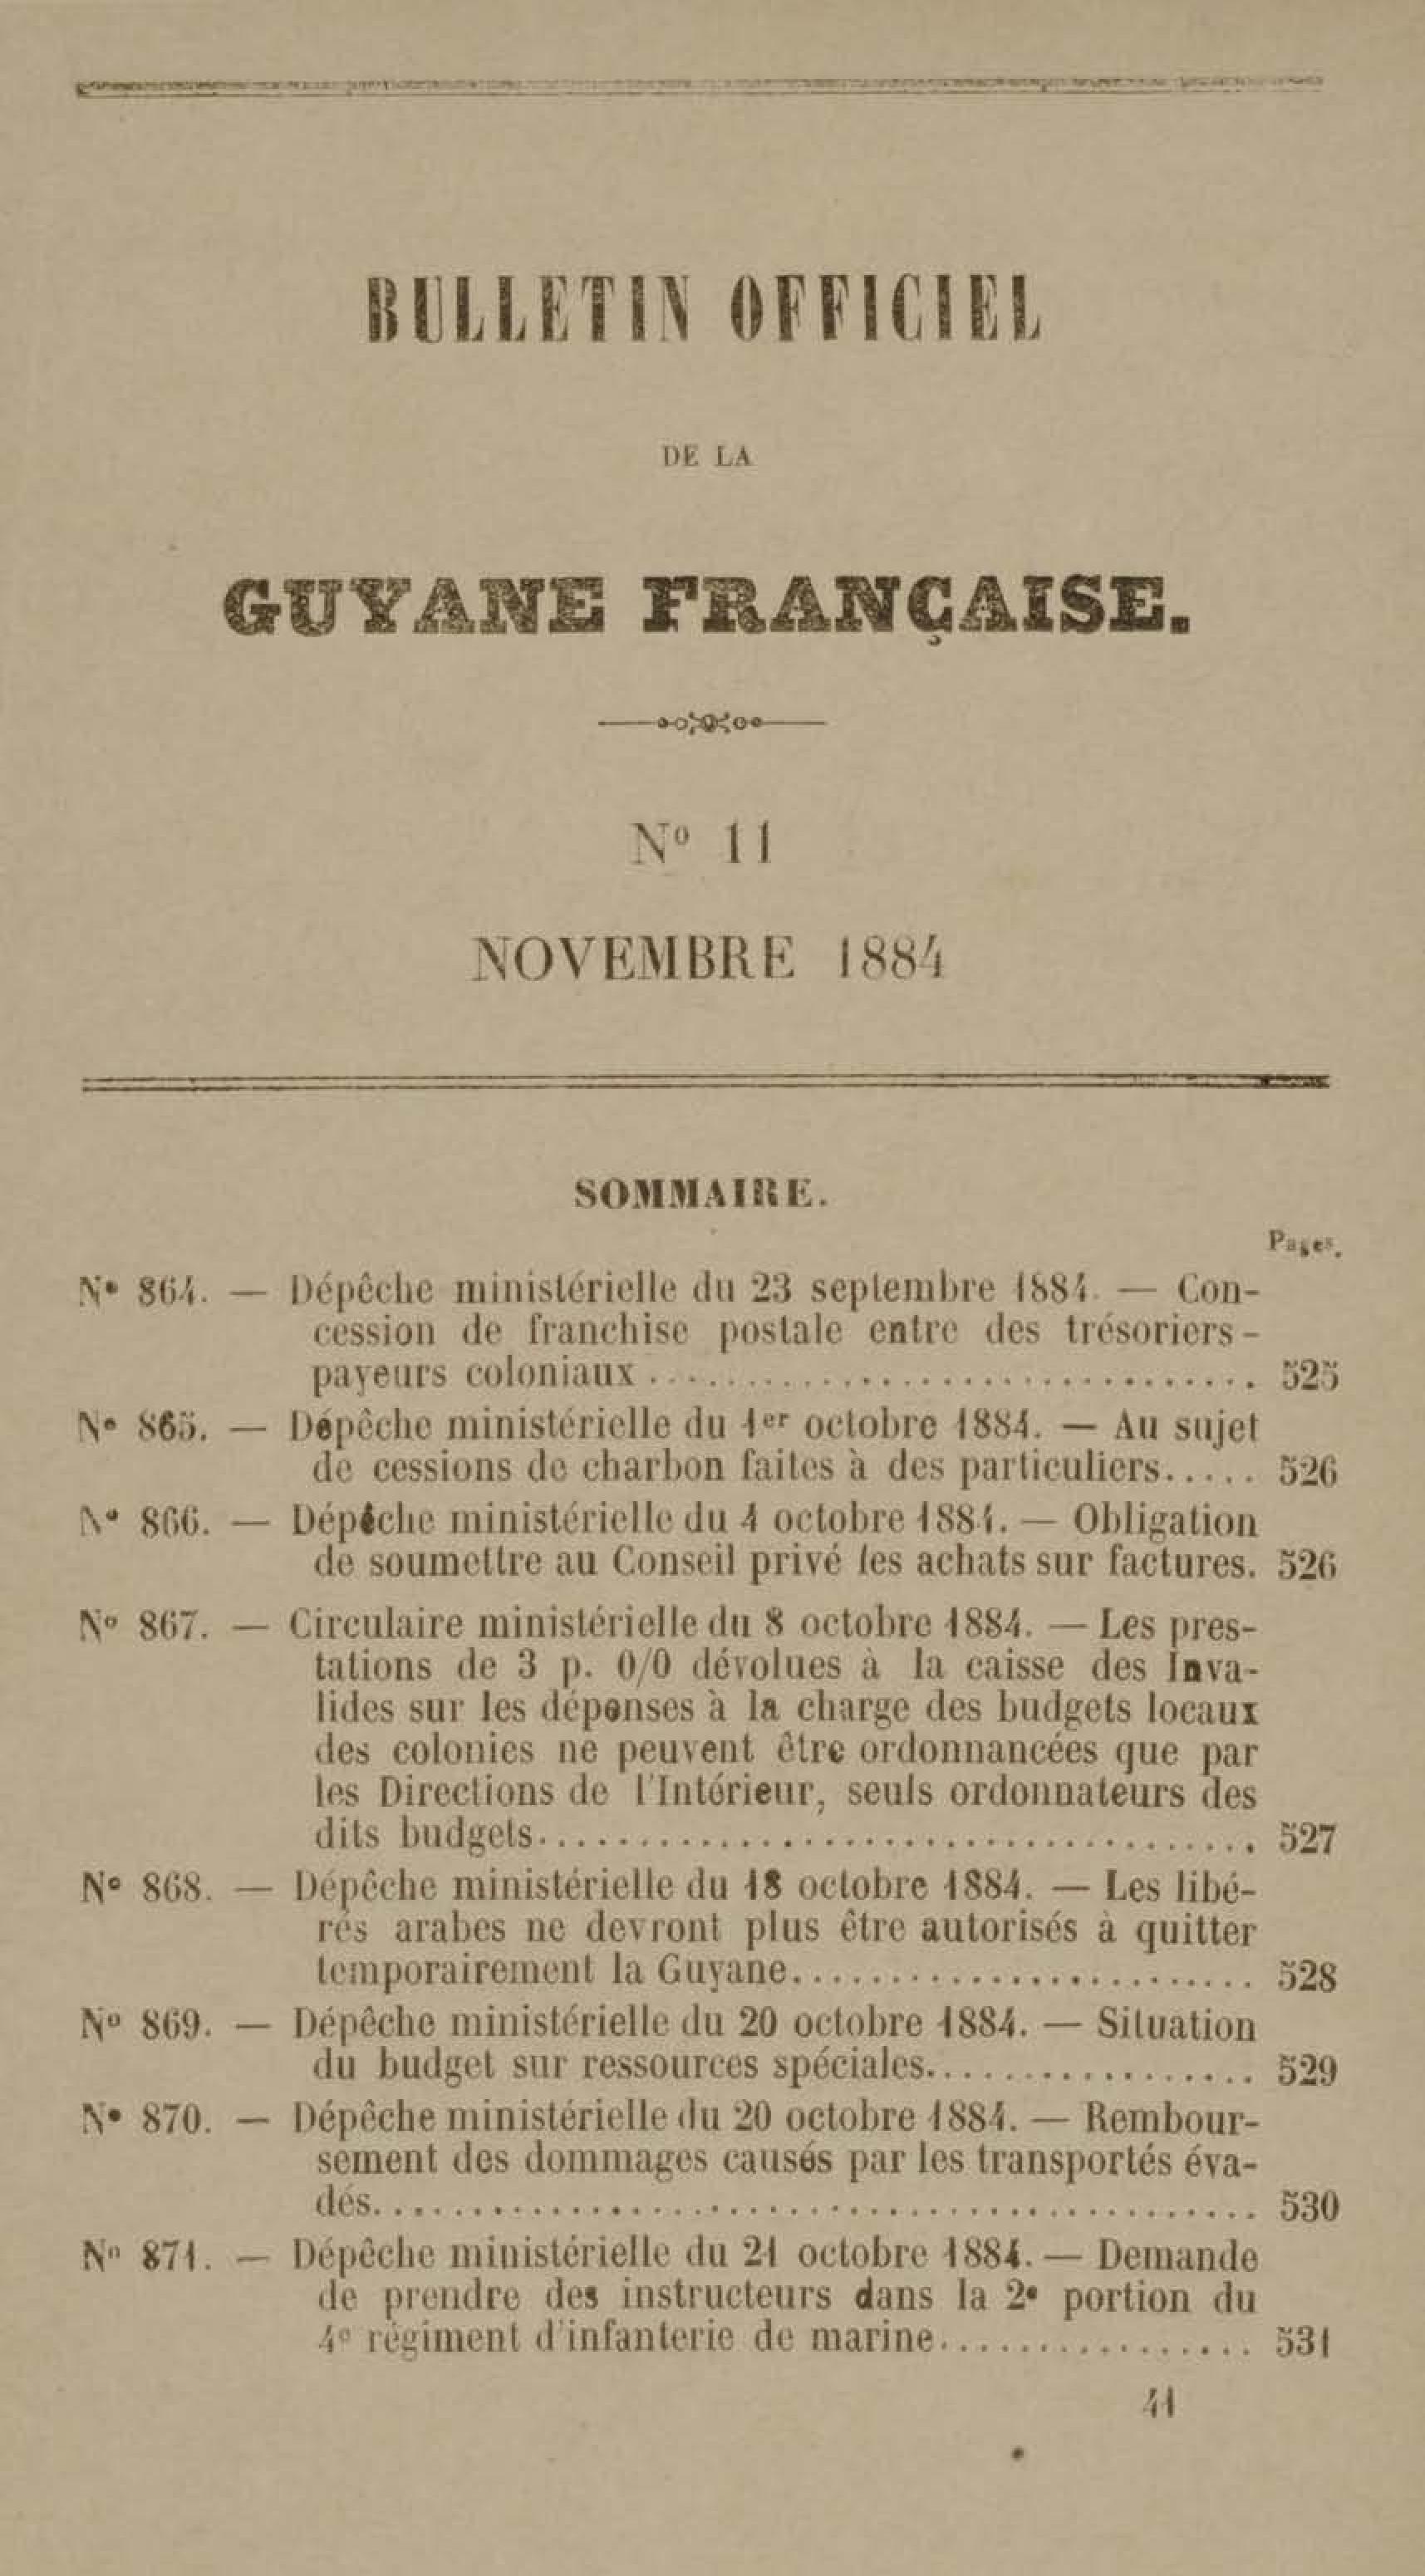 BULLETIN OFFICIEL
DE LA
GUYANE FRANÇAISE.
Nº 11
NOVEMBRE 1884
SOMMAIRE.
Pages.
Nº 864. — Dépêche ministérielle du 23 septembre 1884. — Con-
cession de franchise postale entre des trésoriers-
payeurs coloniaux................................ 525
Nº 865. — Dépêche ministérielle du 1er octobre 1884. — Au sujet
de cessions de charbon faites à des particuliers..... 526
Nº 866. — Dépêche ministérielle du 4 octobre 1884. — Obligation
de soumettre au Conseil privé les achats sur factures. 526
Nº 867. — Circulaire ministérielle du 8 octobre 1884. — Les pres-
tations de 3 p. 0/0 dévolues à la caisse des Inva-
lides sur les dépenses à la charge des budgets locaux
des colonies ne peuvent être ordonnancées que par
les Directions de l'Intérieur, seuls ordonnateurs des
dits budgets..................................... 527
Nº 868. — Dépêche ministérielle du 18 octobre 1884. — Les libé-
rés arabes ne devront plus être autorisés à quitter
temporairement la Guyane........................ 528
Nº 869. — Dépêche ministérielle du 20 octobre 1884. — Situation
du budget sur ressources spéciales................. 529
Nº 870. — Dépêche ministérielle du 20 octobre 1884. — Rembour-
sement des dommages causés par les transportés éva-
dés............................................. 530
Nº 871. — Dépêche ministérielle du 21 octobre 1884. — Demande
de prendre des instructeurs dans la 2e portion du
4e régiment d'infanterie de marine................ 531
41